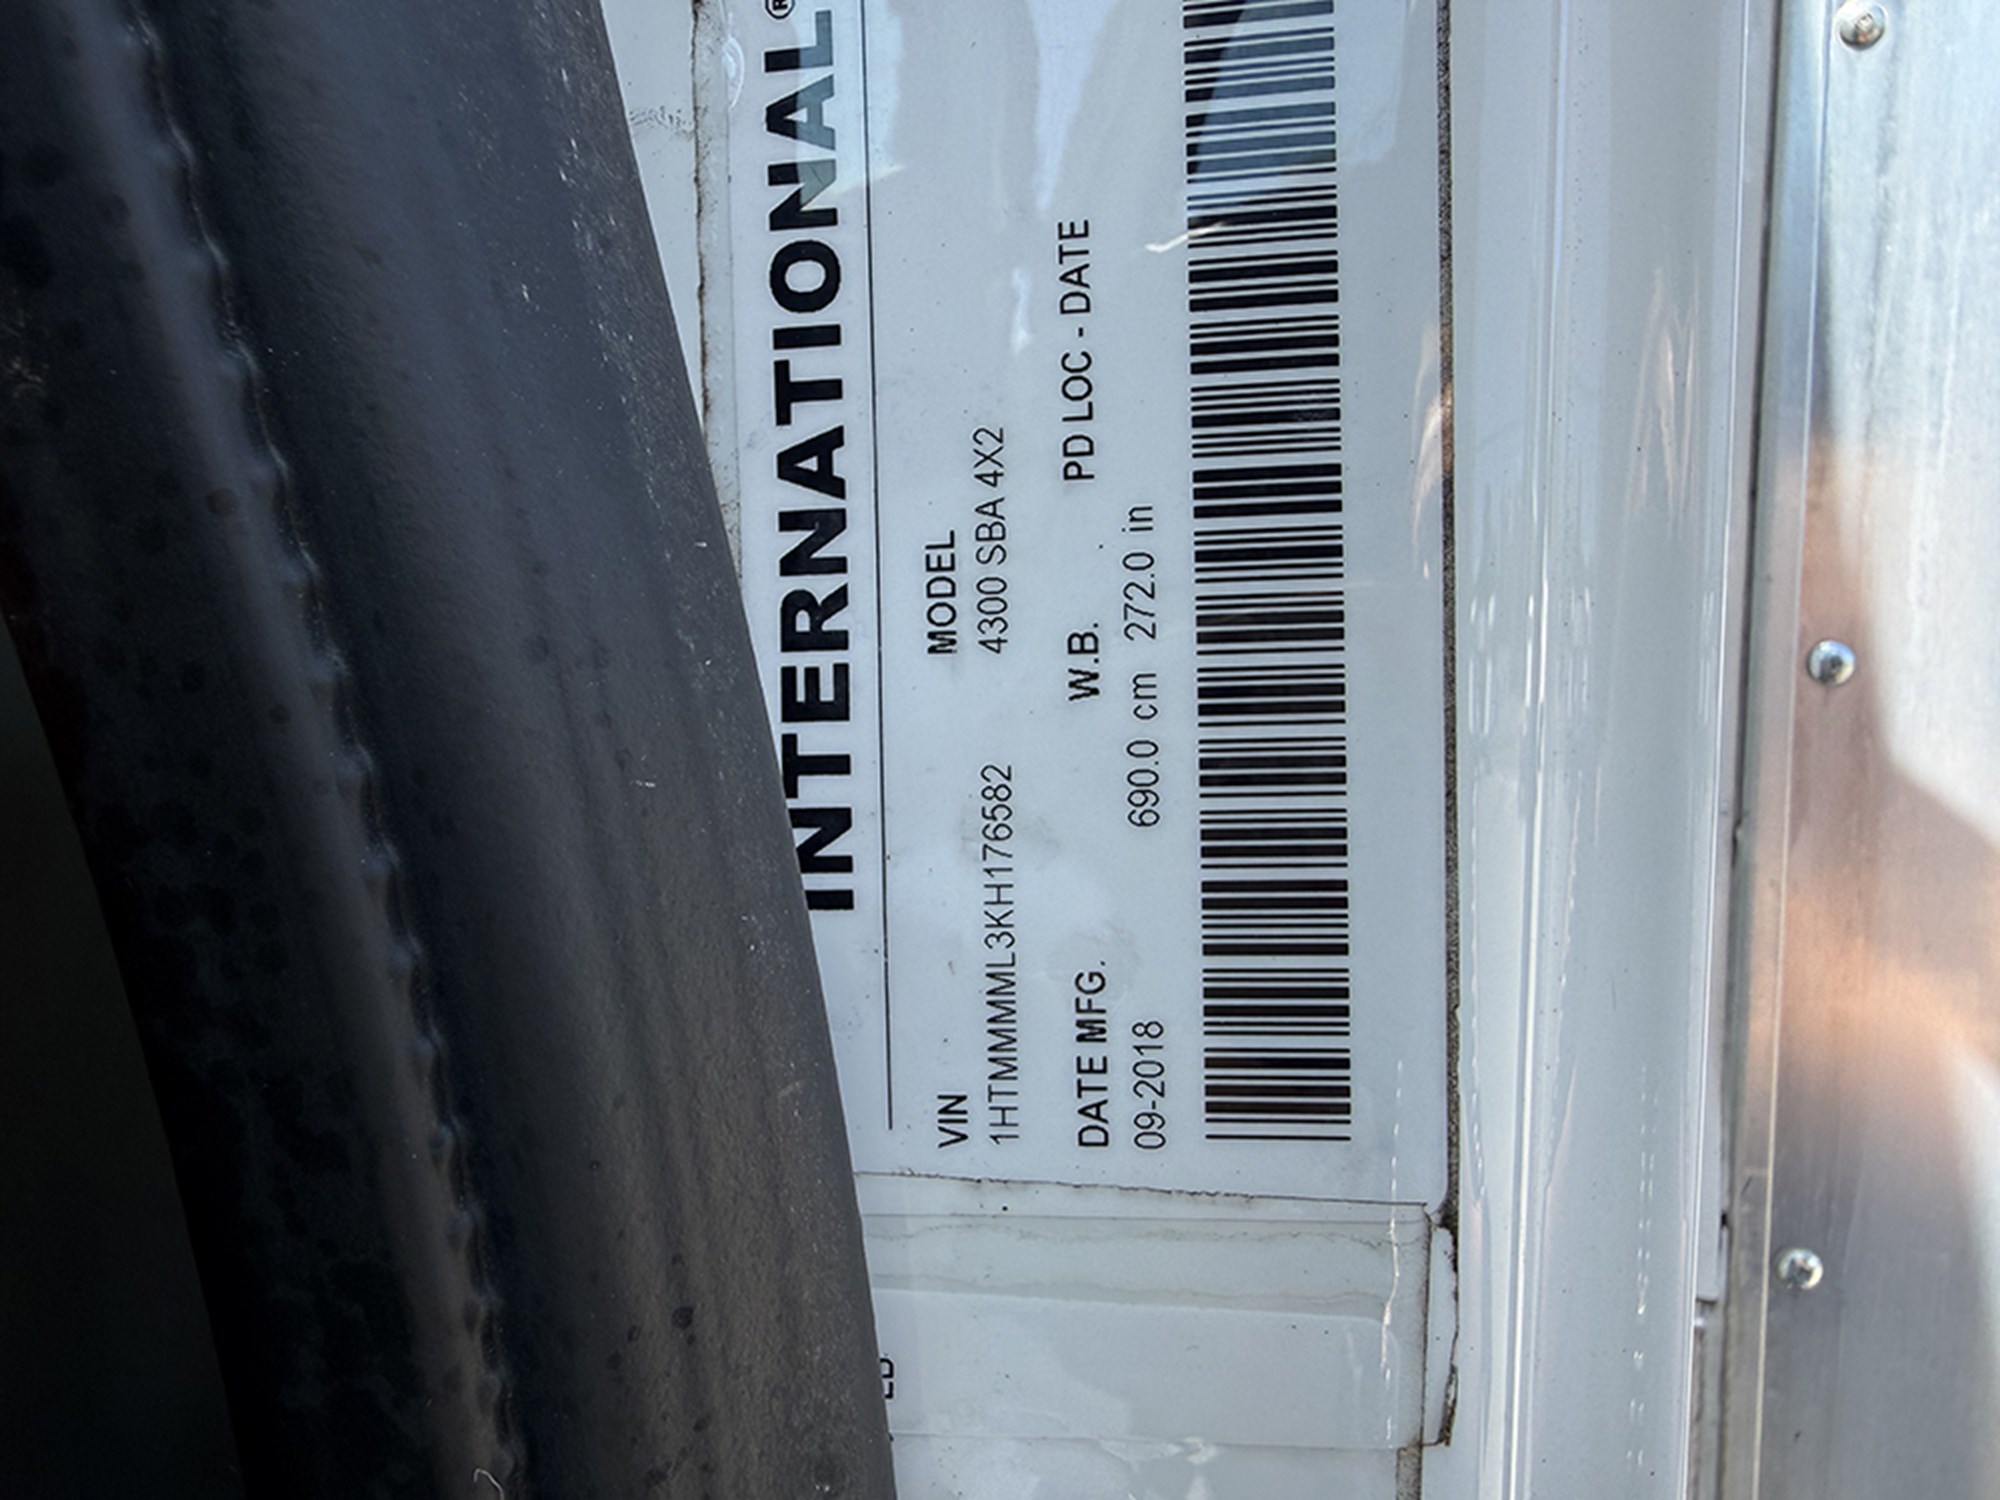 INTERNATIONAL®
VIN MODEL
1HTMMMML3KH176582 4300 SBA 4X2
DATE MFG. W.B. PD LOC - DATE
09-2018 690.0 cm 272.0 in